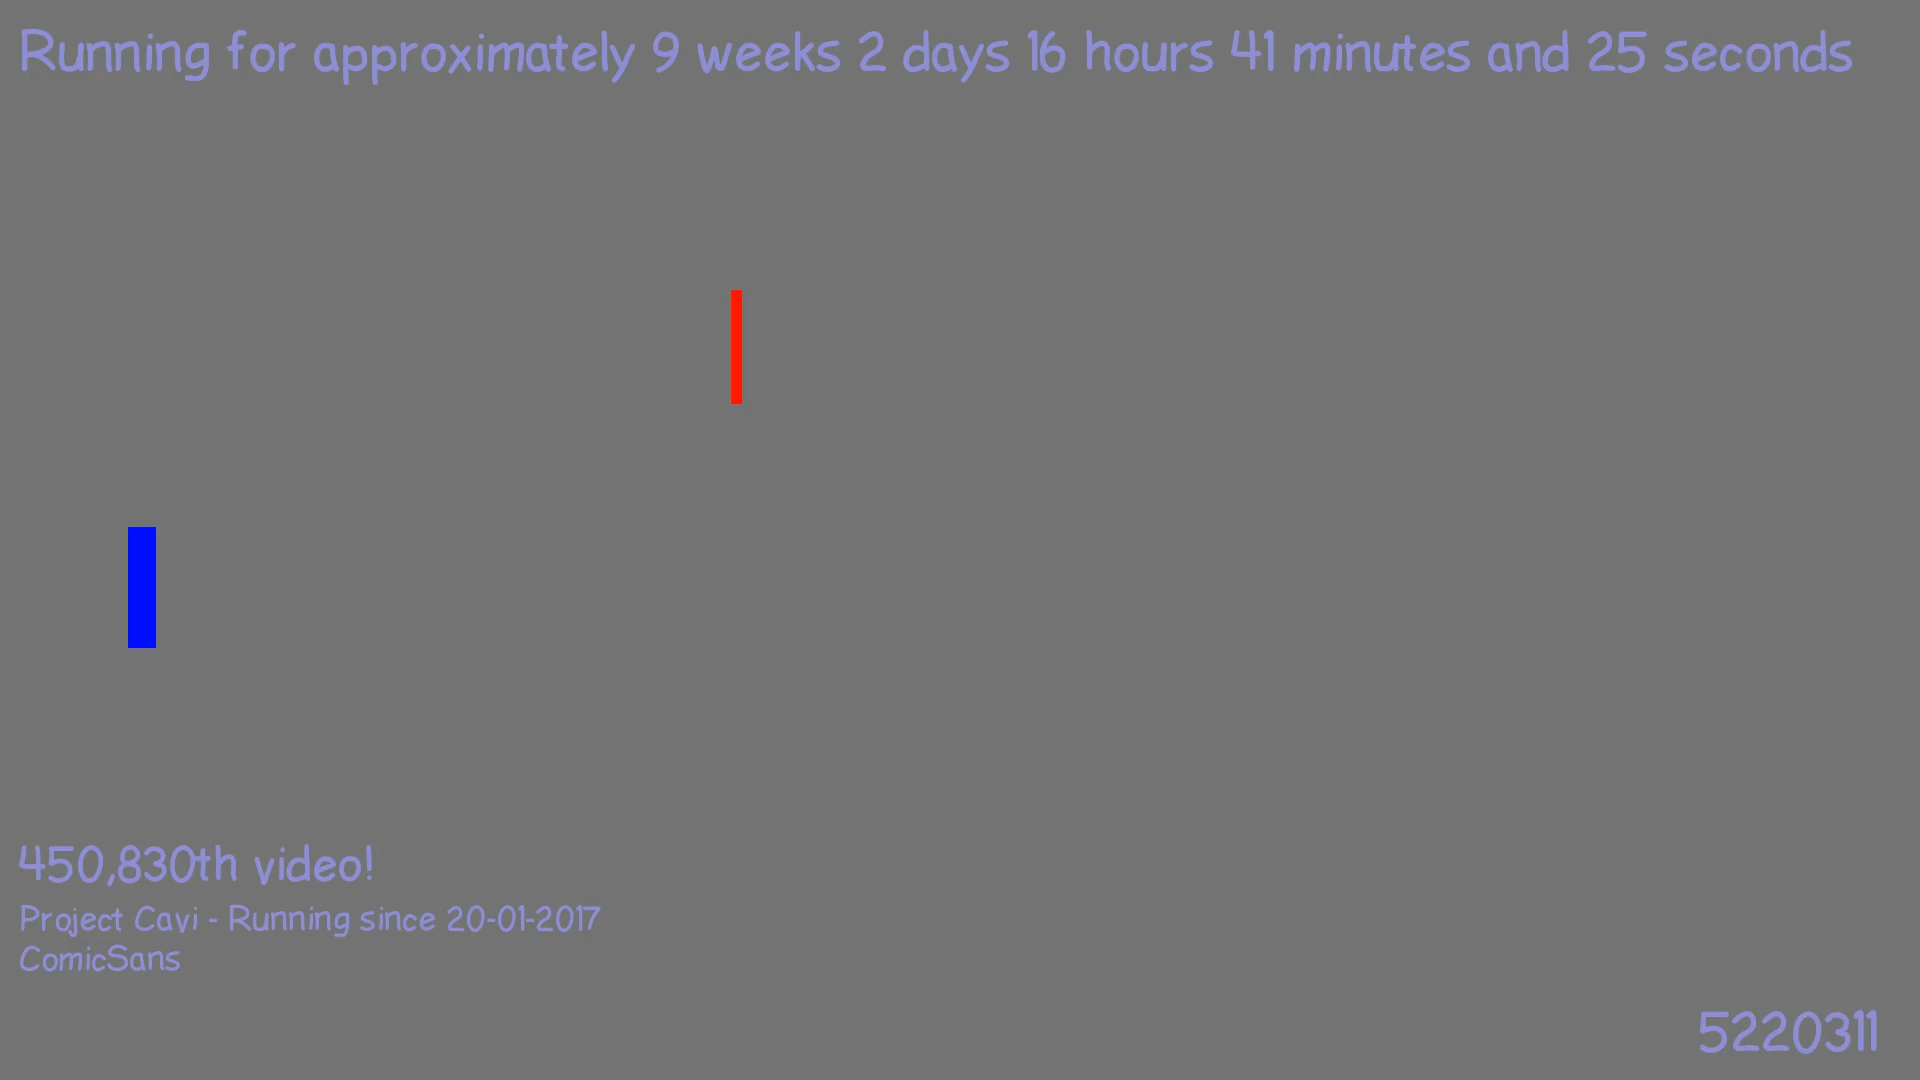 Running for approximately 9 weeks 2 days 16 hours 41 minutes and 25 seconds
450,830th video!
Project Cavi - Running since 20-01-2017
ComicSans
5220311